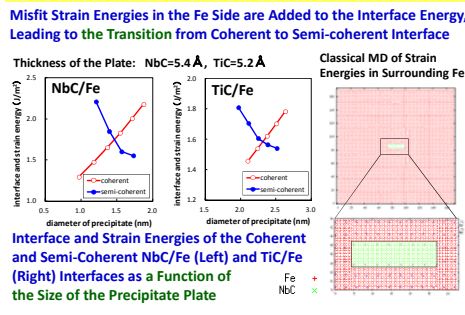 Misfit Strain Energies in the Fe Side are Added to the Interface Energy,
Leading to the Transition from Coherent to Semi-coherent Interface
Thickness of the Plate: NbC=5.4Å, TiC=5.2Å
Classical MD of Strain
Energies in Surrounding Fe
NbC/Fe
interface and strain energy (J/m²)
2.5
2.0
1.5
1.0
0.5
1.0
1.5
2.0
coherent
semi-coherent
diameter of precipitate (nm)
TiC/Fe
interface and strain energy (J/m²)
2.0
1.8
1.6
1.4
1.2
1.5
2.0
2.5
3.0
coherent
semi-coherent
diameter of precipitate (nm)
Interface and Strain Energies of the Coherent
and Semi-Coherent NbC/Fe (Left) and TiC/Fe
(Right) Interfaces as a Function of
the Size of the Precipitate Plate
Fe +
NbC ×